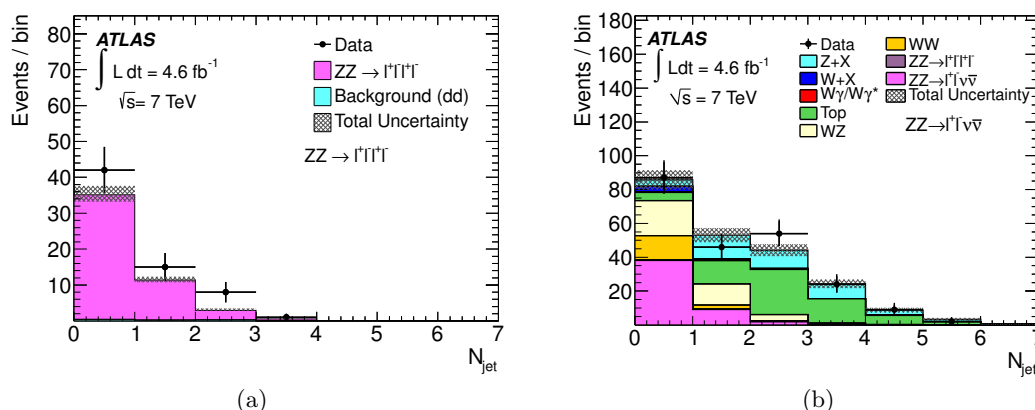 Events / bin
80
70
60
50
40
30
20
10
0 1 2 3 4 5 6 7
N_jet
ATLAS
∫ L dt = 4.6 fb⁻¹
√s = 7 TeV
Data
ZZ → l⁺l⁻l⁺l⁻
Background (dd)
Total Uncertainty
ZZ → l⁺l⁻l⁺l⁻
(a)
Events / bin
180
160
140
120
100
80
60
40
20
0 1 2 3 4 5 6 7
N_jet
ATLAS
∫ Ldt = 4.6 fb⁻¹
√s = 7 TeV
Data
Z+X
W+X
Wγ/Wγ*
Top
WZ
WW
ZZ→l⁺l⁻l⁺l⁻
ZZ→l⁺l⁻νν̅
Total Uncertainty
ZZ→l⁺l⁻νν̅
(b)